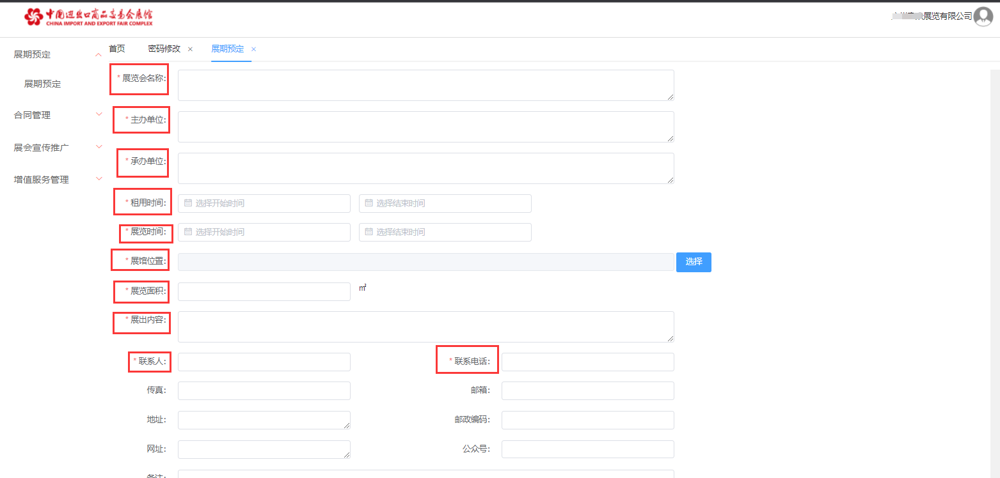 中国进出口商品交易会展馆
CHINA IMPORT AND EXPORT FAIR COMPLEX
展览有限公司
首页 密码修改 × 展期预定 ×
展期预定
展期预定
合同管理
展会宣传推广
增值服务管理
* 展览会名称:
* 主办单位:
* 承办单位:
* 租用时间: 选择开始时间 选择结束时间
* 展览时间: 选择开始时间 选择结束时间
* 展馆位置: 选择
* 展览面积: ㎡
* 展出内容:
* 联系人: * 联系电话:
传真: 邮箱:
地址: 邮政编码:
网址: 公众号:
备注: